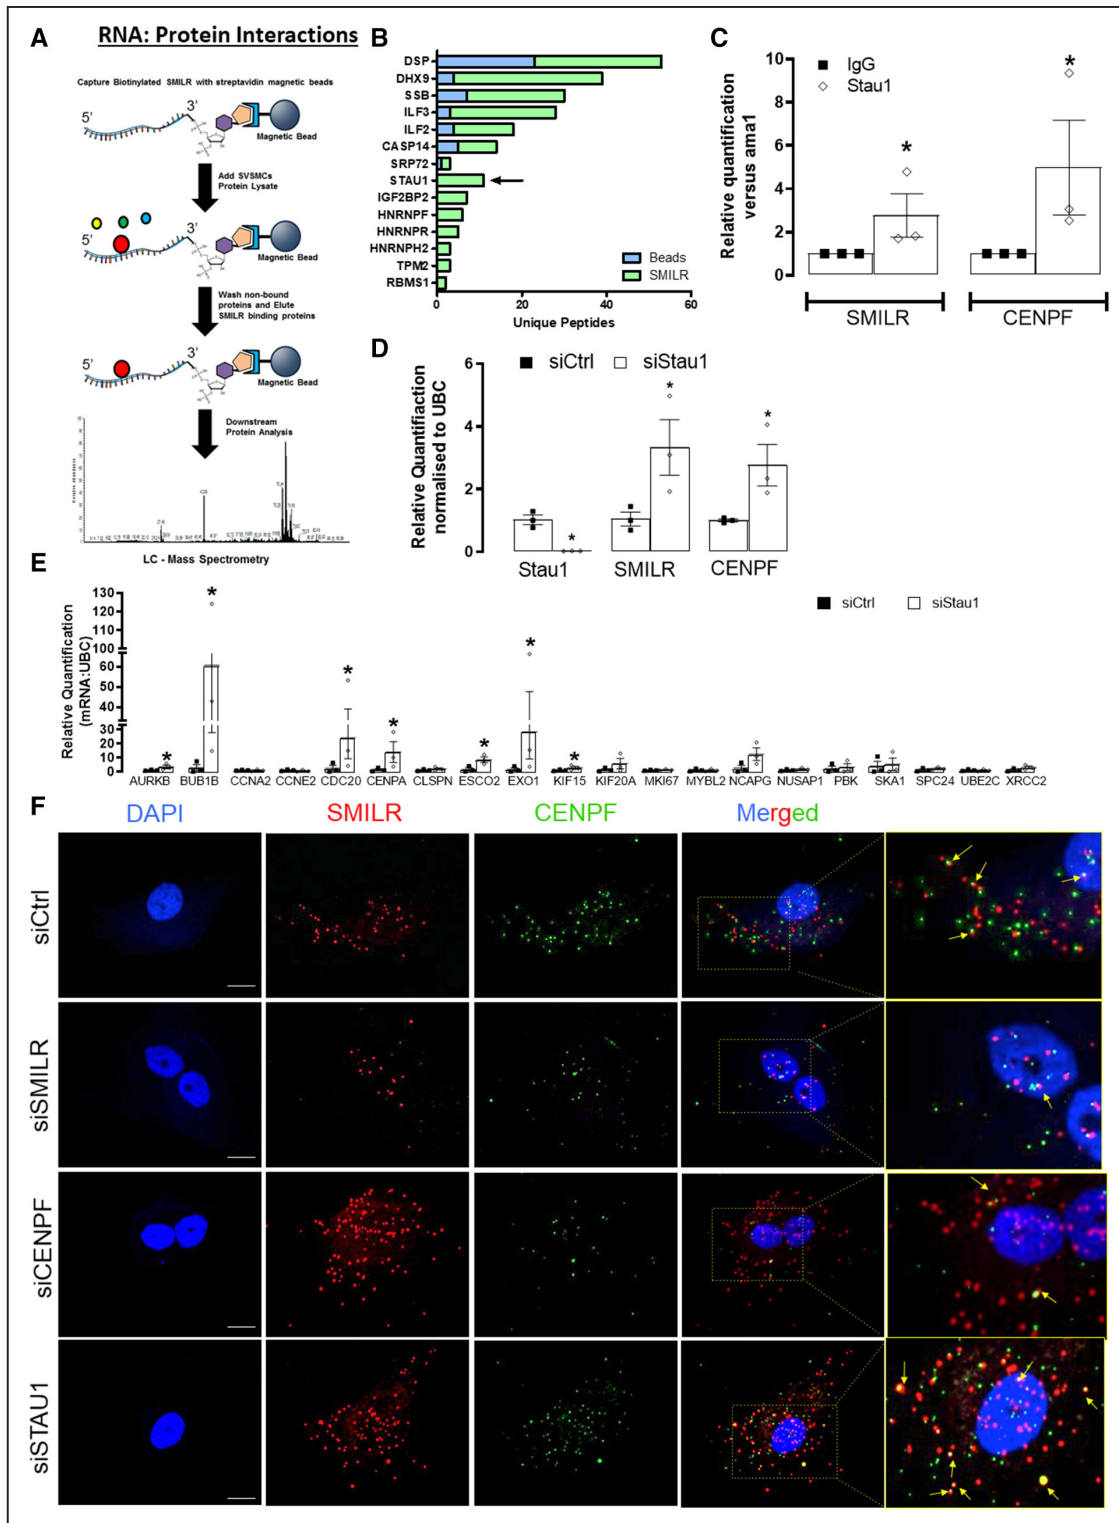 A
RNA: Protein Interactions
Capture Biotinylated SMILR with streptavidin magnetic beads
5'
3'
Magnetic Bead
Add SVSMCs
Protein Lysate
5'
3'
Magnetic Bead
Wash non-bound
proteins and Elute
SMILR binding proteins
5'
3'
Magnetic Bead
Downstream
Protein Analysis
LC - Mass Spectrometry
B
DSP
DHX9
SSB
ILF3
ILF2
CASP14
SRP72
STAU1
IGF2BP2
HNRNPF
HNRNPR
HNRNPH2
TPM2
RBMS1
Beads
SMILR
0 20 40 60
Unique Peptides
C
IgG
Stau1
Relative quantification
versus ama1
10
8
6
4
2
0
*
*
SMILR CENPF
D
siCtrl siStau1
Relative Quantifiaction
normalised to UBC
6
4
2
0
*
*
*
Stau1 SMILR CENPF
E
siCtrl siStau1
Relative Quantification
(mRNA:UBC)
130
120
110
100
60
50
40
30
20
10
0
* * * * * * *
AURKB BUB1B CCNA2 CCNE2 CDC20 CENPA CLSPN ESCO2 EXO1 KIF15 KIF20A MKI67 MYBL2 NCAPG NUSAP1 PBK SKA1 SPC24 UBE2C XRCC2
F
DAPI SMILR CENPF Merged
siCtrl
siSMILR
siCENPF
siSTAU1